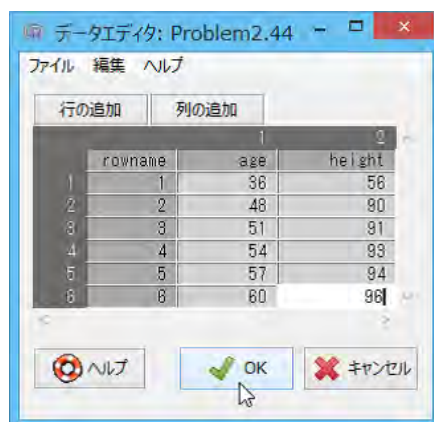 データエディタ: Problem2.44
ファイル 編集 ヘルプ
行の追加 列の追加
1 2
rowname age height
1 1 36 56
2 2 48 90
3 3 51 91
4 4 54 93
5 5 57 94
6 6 60 96
ヘルプ OK キャンセル